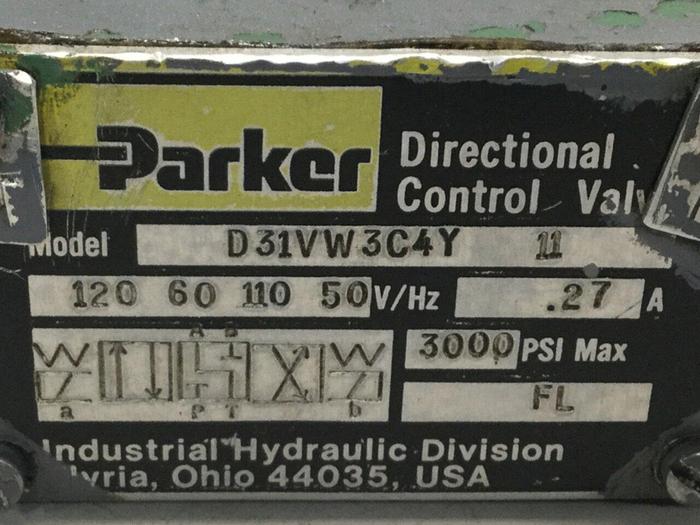 Parker
Directional
Control Valv
Model D31VW3C4Y 11
120 60 110 50 V/Hz .27 A
A B
3000 PSI Max
a P T b
FL
Industrial Hydraulic Division
lyria, Ohio 44035, USA